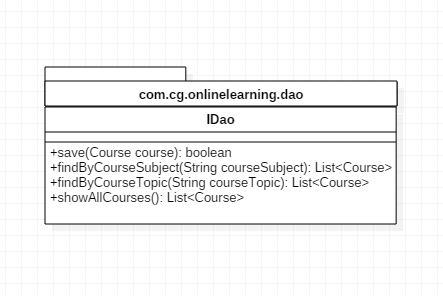 com.cg.onlinelearning.dao
IDao
+save(Course course): boolean
+findByCourseSubject(String courseSubject): List<Course>
+findByCourseTopic(String courseTopic): List<Course>
+showAllCourses(): List<Course>